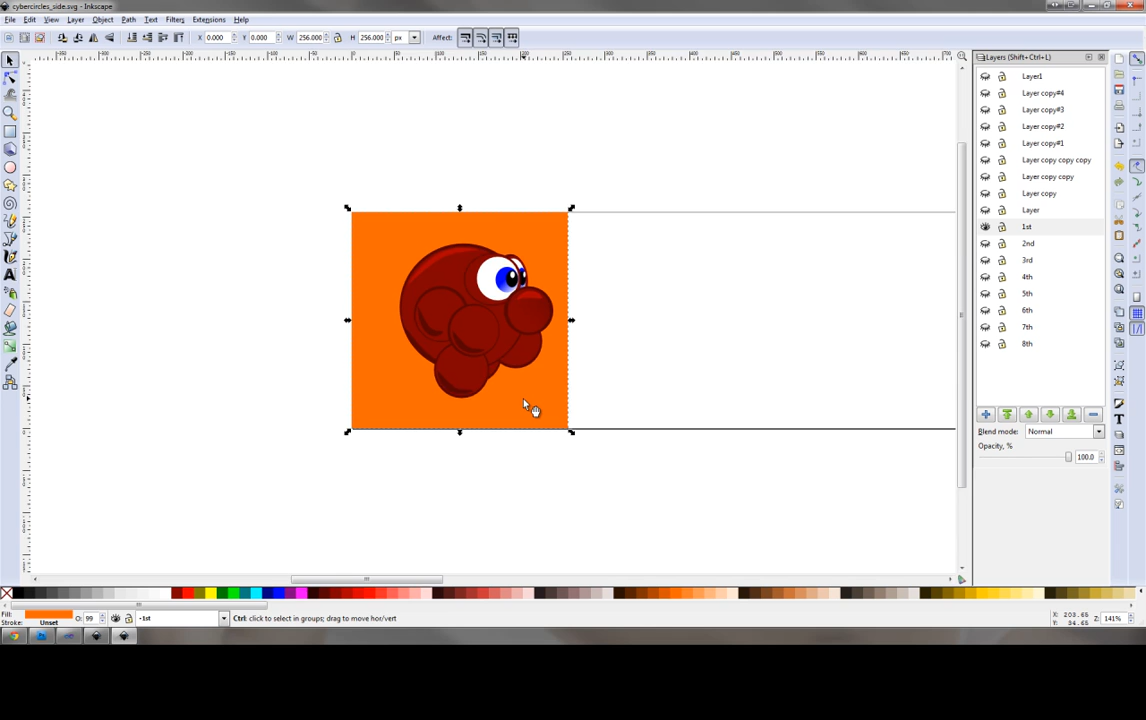 cybercircles_side.svg - Inkscape
File Edit View Layer Object Path Text Filters Extensions Help
X 0.000 Y 0.000 W 256.000 H 256.000 px Affect:
Layers (Shift+Ctrl+L)
Layer1
Layer copy#4
Layer copy#3
Layer copy#2
Layer copy#1
Layer copy copy copy
Layer copy copy
Layer copy
Layer
1st
2nd
3rd
4th
5th
6th
7th
8th
Blend mode: Normal
Opacity, %
100.0
Fill:
Stroke: Unset
O: 99
-1st
Ctrl: click to select in groups; drag to move hor/vert
X: 203.65
Y: 34.65
Z: 141%